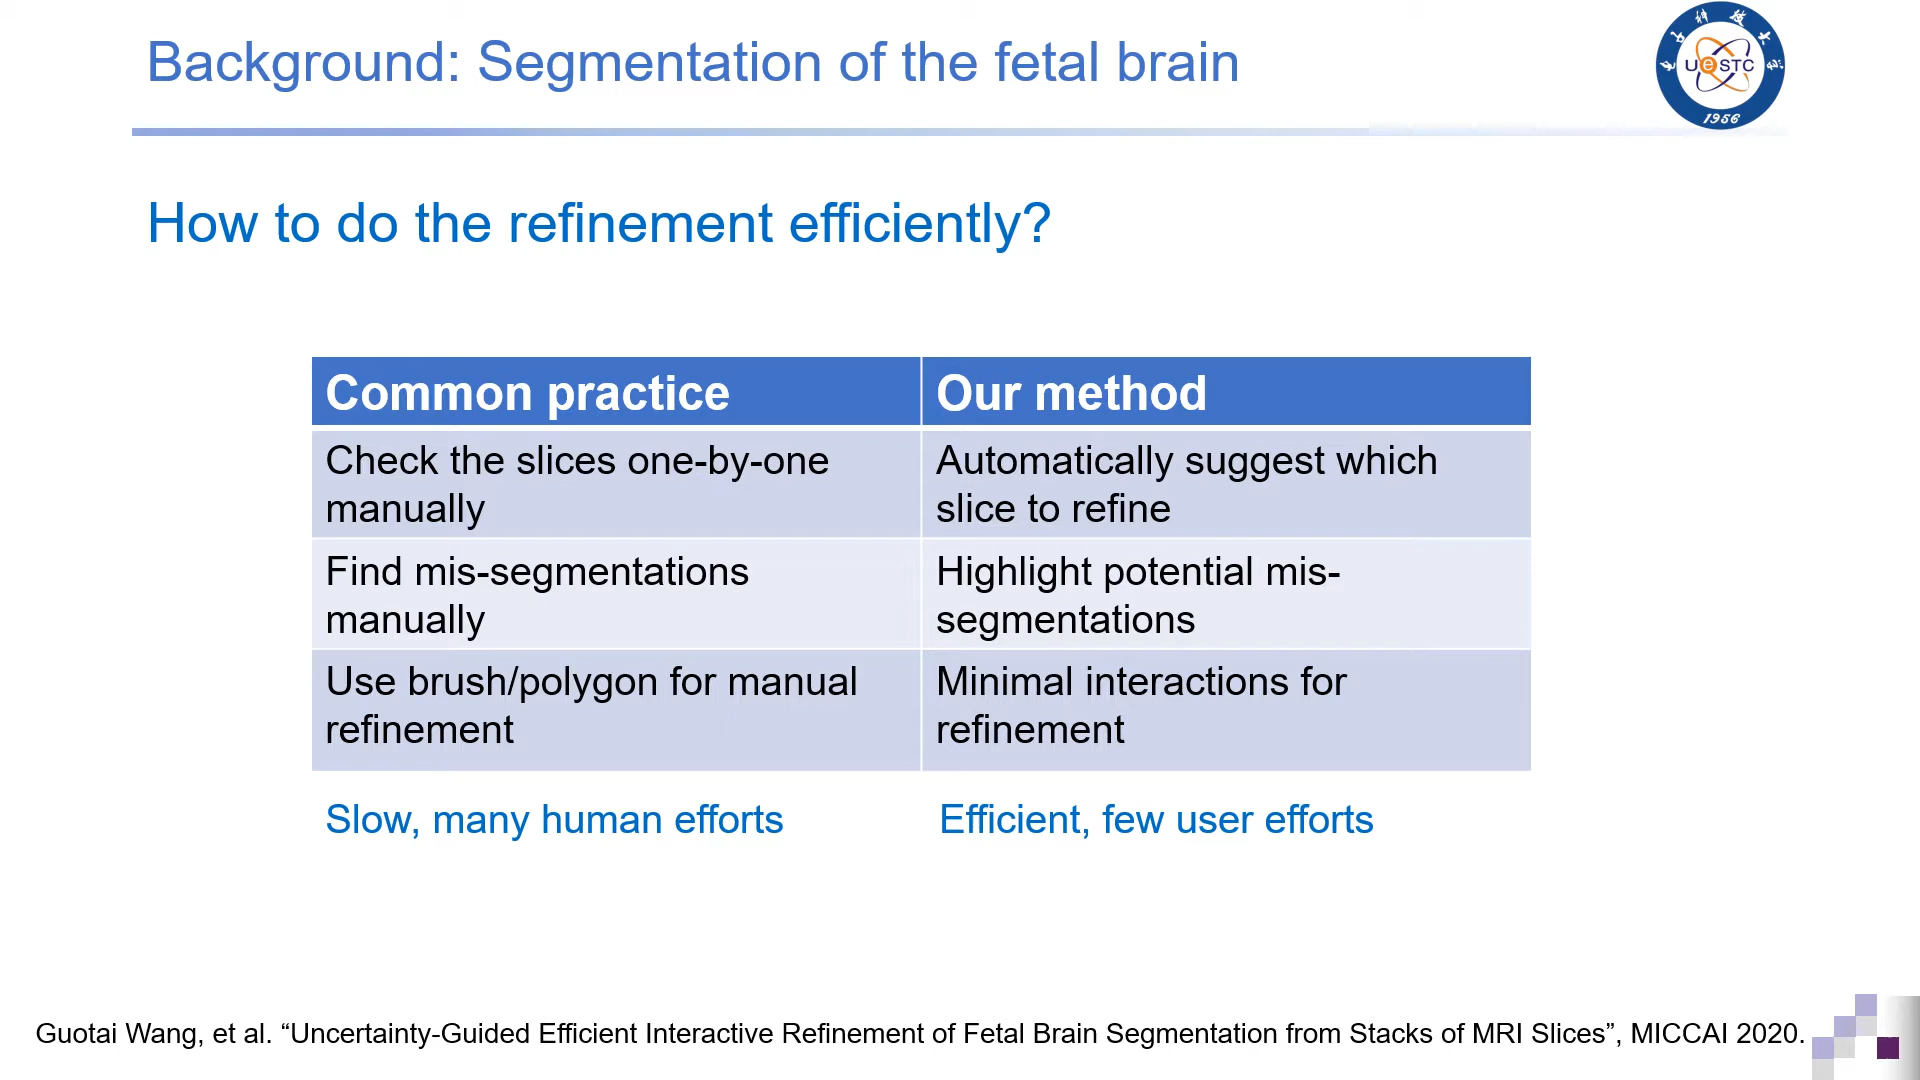 Background: Segmentation of the fetal brain
UeSTC
1956
How to do the refinement efficiently?
Common practice
Our method
Check the slices one-by-one
manually
Automatically suggest which
slice to refine
Find mis-segmentations
manually
Highlight potential mis-
segmentations
Use brush/polygon for manual
refinement
Minimal interactions for
refinement
Slow, many human efforts
Efficient, few user efforts
Guotai Wang, et al. “Uncertainty-Guided Efficient Interactive Refinement of Fetal Brain Segmentation from Stacks of MRI Slices”, MICCAI 2020.